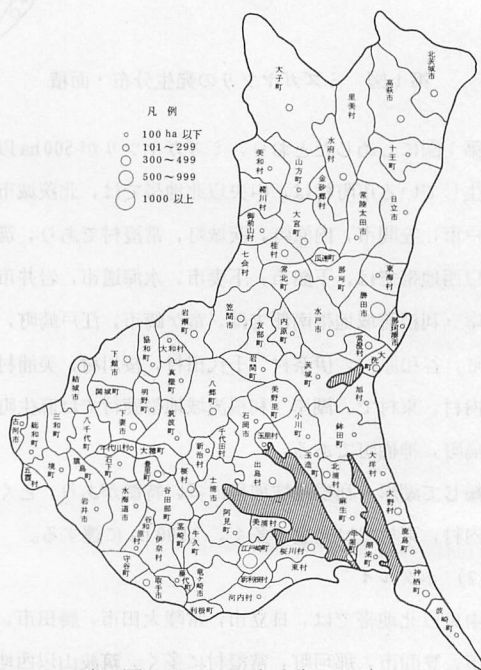 凡例
100 ha 以下
101~299
300~499
500~999
1000以上
北茨城市
大子町
高萩市
里美村
十王町
水府村
美和村
山方町
金砂郷村
緒川村
常陸太田市
日立市
大宮町
御前山村
桂村
七会村
常北町
那珂町
東海村
勝田市
笠間市
水戸市
岩瀬町
友部町
内原町
那珂湊市
常澄村
協和町
大和村
下館市
岩間町
茨城町
旭村
結城市
真壁町
八郷町
関城町
明野町
美野里町
三和町
筑波町
石岡市
小川町
鉾田町
古河市
総和町
八千代町
下妻市
千代田村
玉里村
千代川村
大穂町
新治村
出島村
大洋村
五霞村
境町
猿島町
石下町
豊里町
桜村
土浦市
北浦村
岩井市
水海道市
谷田部町
阿見町
麻生町
大野村
美浦村
谷和原村
伊奈村
茎崎町
牛久町
潮来町
鹿島町
江戸崎町
桜川村
守谷町
藤代町
竜ヶ崎市
新利根村
東村
神栖町
取手市
利根町
河内村
波崎町